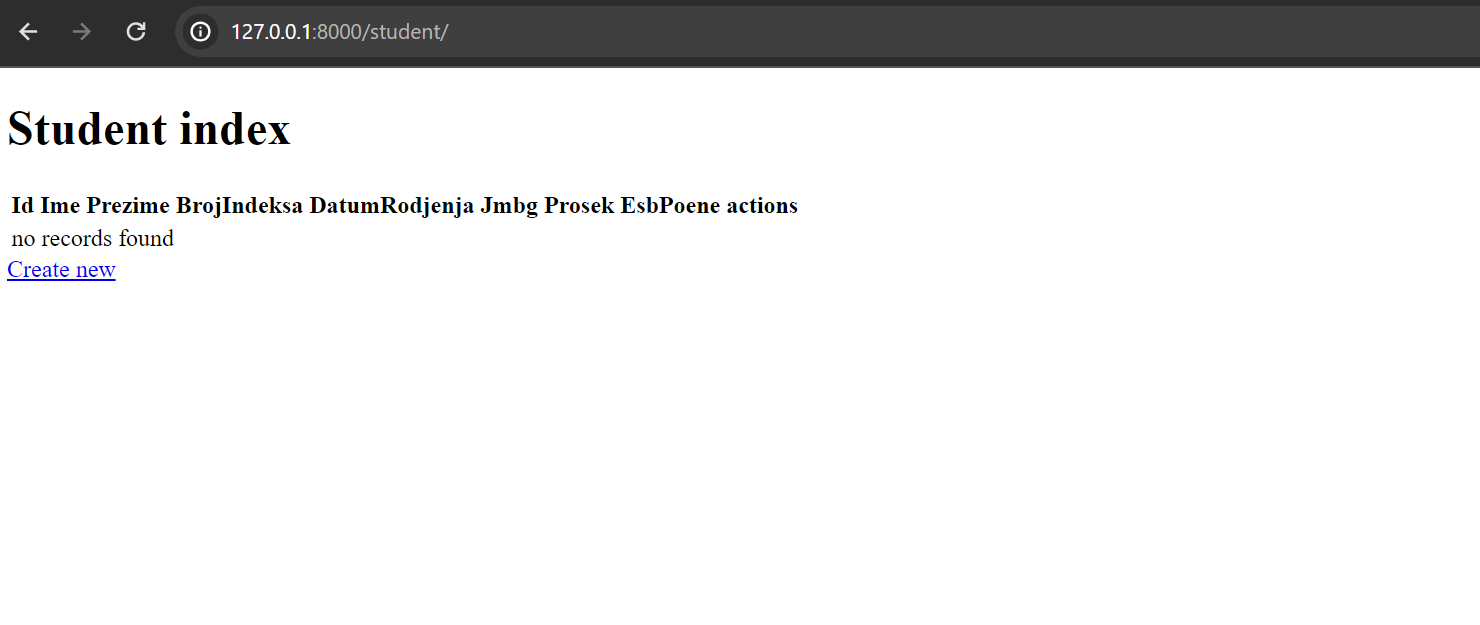 127.0.0.1:8000/student/
Student index
Id Ime Prezime BrojIndeksa DatumRodjenja Jmbg Prosek EsbPoene actions
no records found
Create new